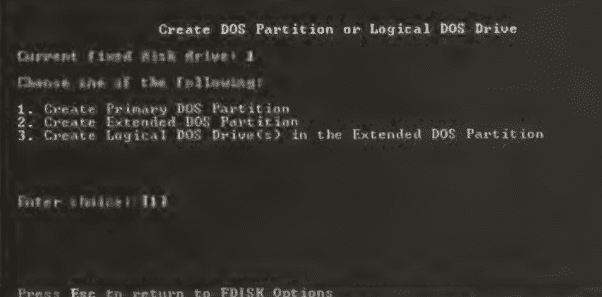 Create DOS Partition or Logical DOS Drive
Current fixed disk drive: 1
Choose one of the following:
1. Create Primary DOS Partition
2. Create Extended DOS Partition
3. Create Logical DOS Drive(s) in the Extended DOS Partition
Enter choice: [1]
Press Esc to return to FDISK Options